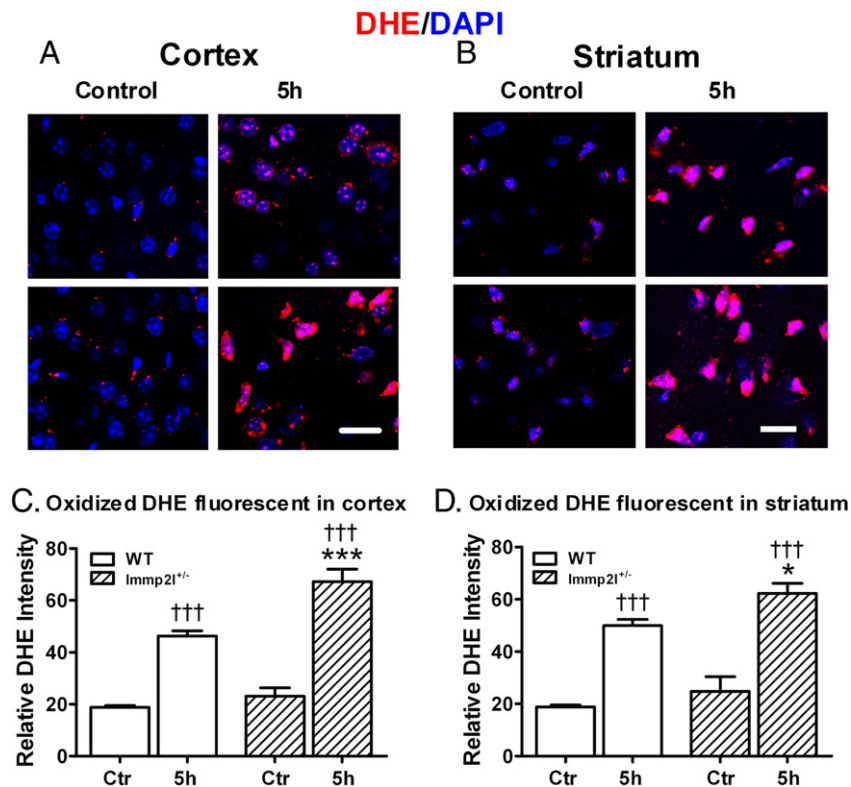 DHE/DAPI
A Cortex
Control 5h
B Striatum
Control 5h
C. Oxidized DHE fluorescent in cortex
Relative DHE Intensity
80
60
40
20
0
WT
Immp2l+/-
†††
†††
***
Ctr 5h Ctr 5h
D. Oxidized DHE fluorescent in striatum
Relative DHE Intensity
80
60
40
20
0
WT
Immp2l+/-
†††
†††
*
Ctr 5h Ctr 5h